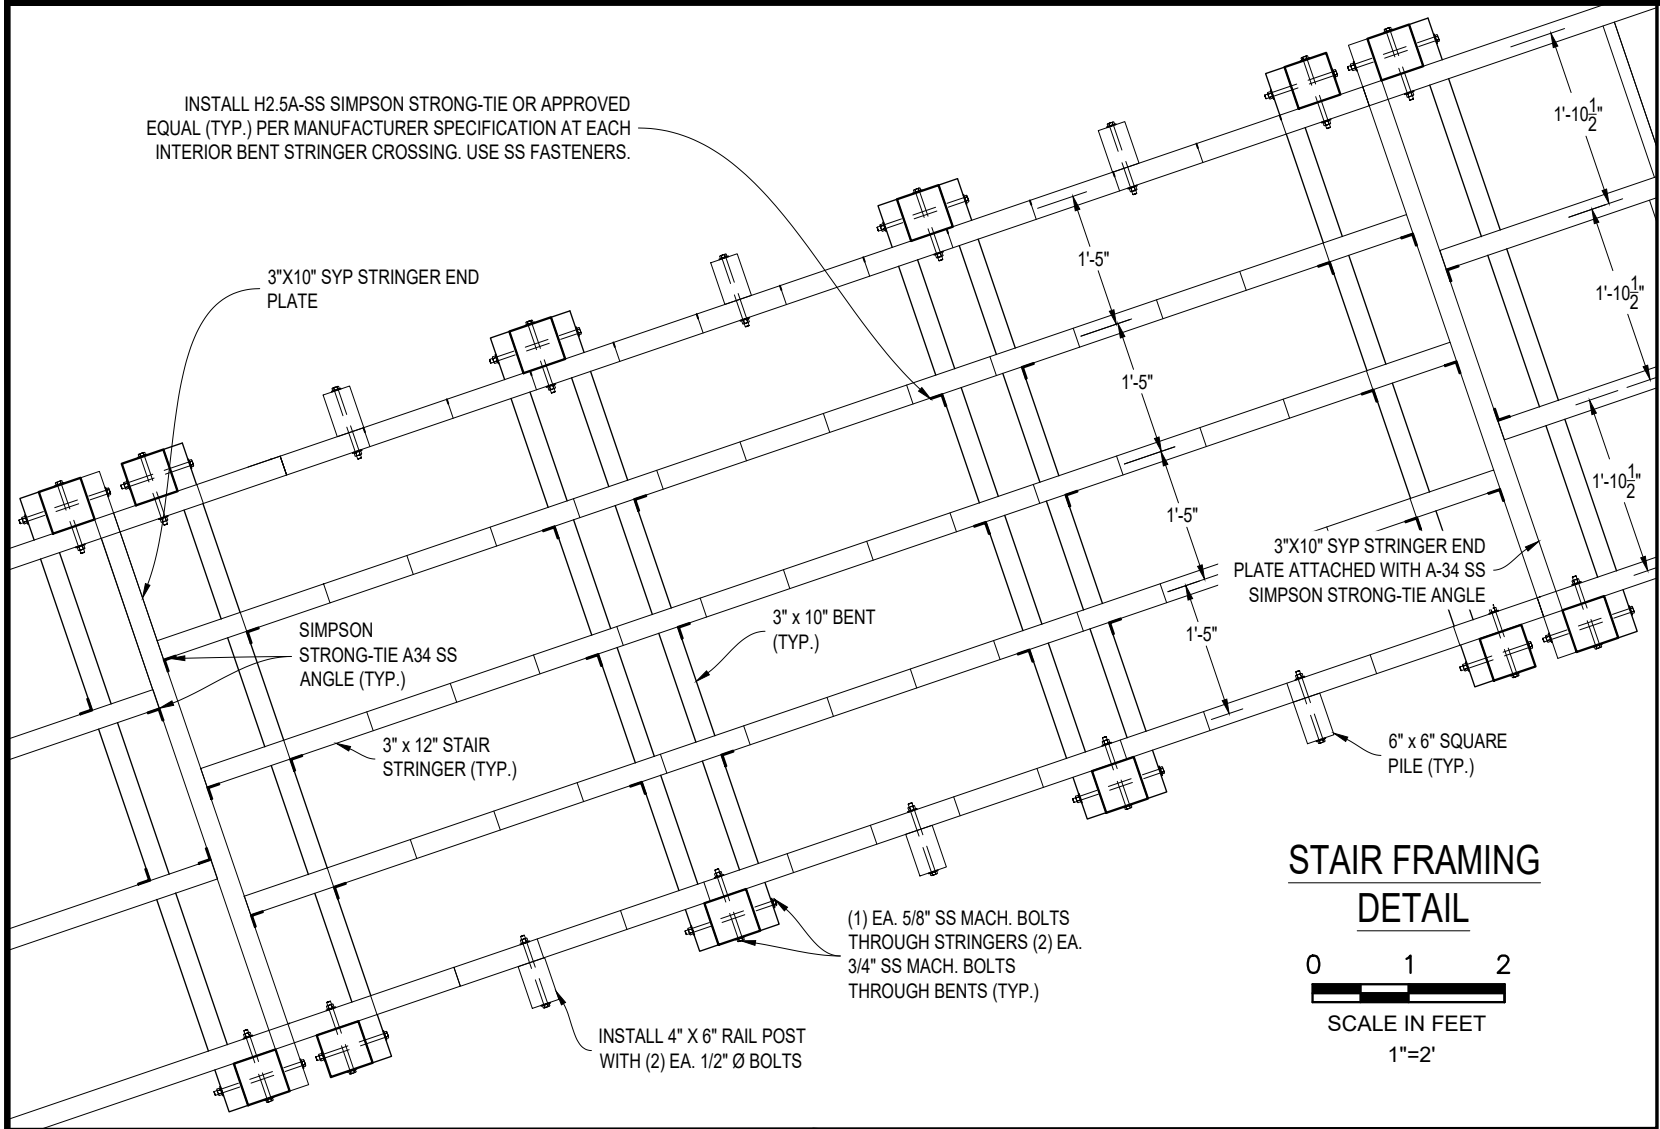 INSTALL H2.5A-SS SIMPSON STRONG-TIE OR APPROVED
EQUAL (TYP.) PER MANUFACTURER SPECIFICATION AT EACH
INTERIOR BENT STRINGER CROSSING. USE SS FASTENERS.
3"X10" SYP STRINGER END
PLATE
1'-10 1/2"
1'-10 1/2"
1'-10 1/2"
1'-5"
1'-5"
1'-5"
1'-5"
3"X10" SYP STRINGER END
PLATE ATTACHED WITH A-34 SS
SIMPSON STRONG-TIE ANGLE
SIMPSON
STRONG-TIE A34 SS
ANGLE (TYP.)
3" x 10" BENT
(TYP.)
3" x 12" STAIR
STRINGER (TYP.)
6" x 6" SQUARE
PILE (TYP.)
(1) EA. 5/8" SS MACH. BOLTS
THROUGH STRINGERS (2) EA.
3/4" SS MACH. BOLTS
THROUGH BENTS (TYP.)
INSTALL 4" X 6" RAIL POST
WITH (2) EA. 1/2" Ø BOLTS
STAIR FRAMING
DETAIL
0 1 2
SCALE IN FEET
1"=2'